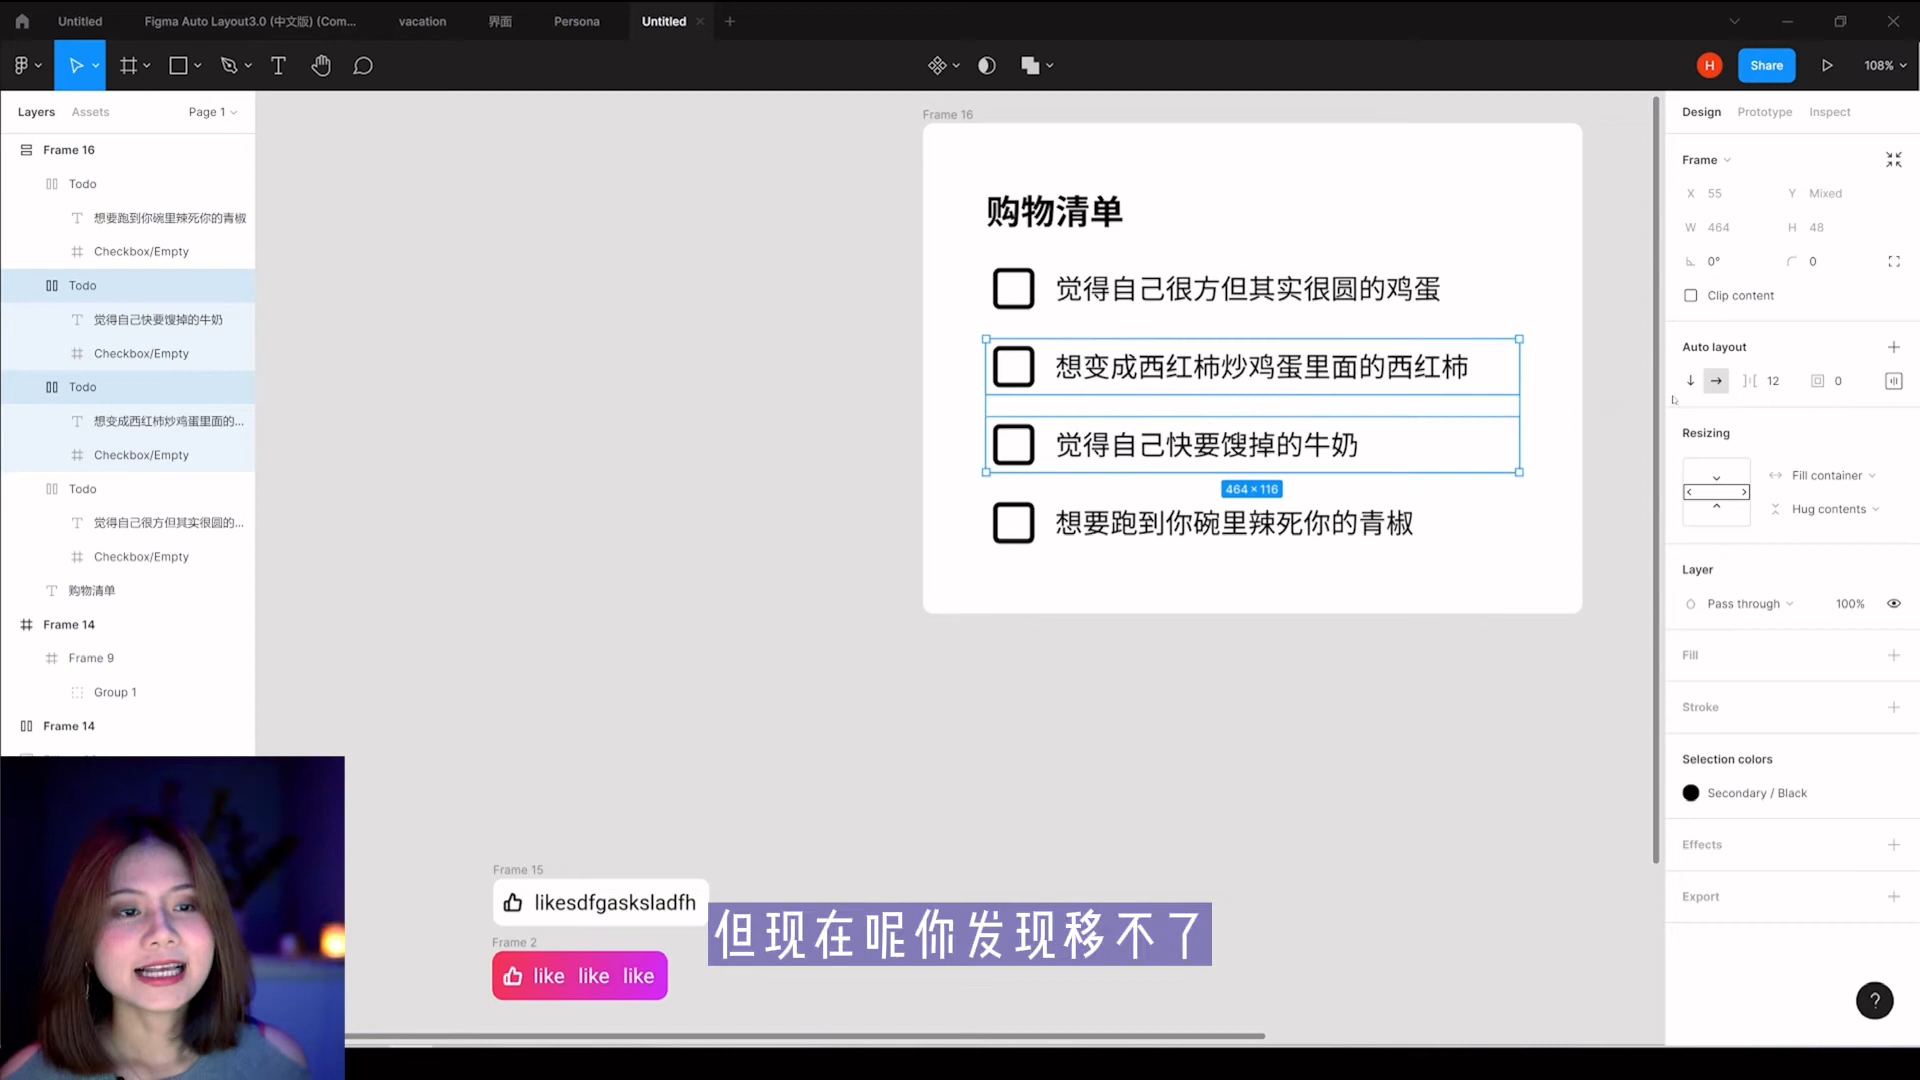 Untitled
Figma Auto Layout3.0 (中文版) (Com...
vacation
界面
Persona
Untitled
H
Share
108%
Layers
Assets
Page 1
Frame 16
Todo
想要跑到你碗里辣死你的青椒
Checkbox/Empty
Todo
觉得自己快要馊掉的牛奶
Checkbox/Empty
Todo
想变成西红柿炒鸡蛋里面的...
Checkbox/Empty
Todo
觉得自己很方但其实很圆的...
Checkbox/Empty
购物清单
Frame 14
Frame 9
Group 1
Frame 14
Frame 16
购物清单
觉得自己很方但其实很圆的鸡蛋
想变成西红柿炒鸡蛋里面的西红柿
觉得自己快要馊掉的牛奶
464 × 116
想要跑到你碗里辣死你的青椒
Frame 15
likesdfgasksladfh
Frame 2
like like like
但现在呢你发现移不了
Design
Prototype
Inspect
Frame
X 55
Y Mixed
W 464
H 48
0°
0
Clip content
Auto layout
12
0
Resizing
Fill container
Hug contents
Layer
Pass through
100%
Fill
Stroke
Selection colors
Secondary / Black
Effects
Export
?